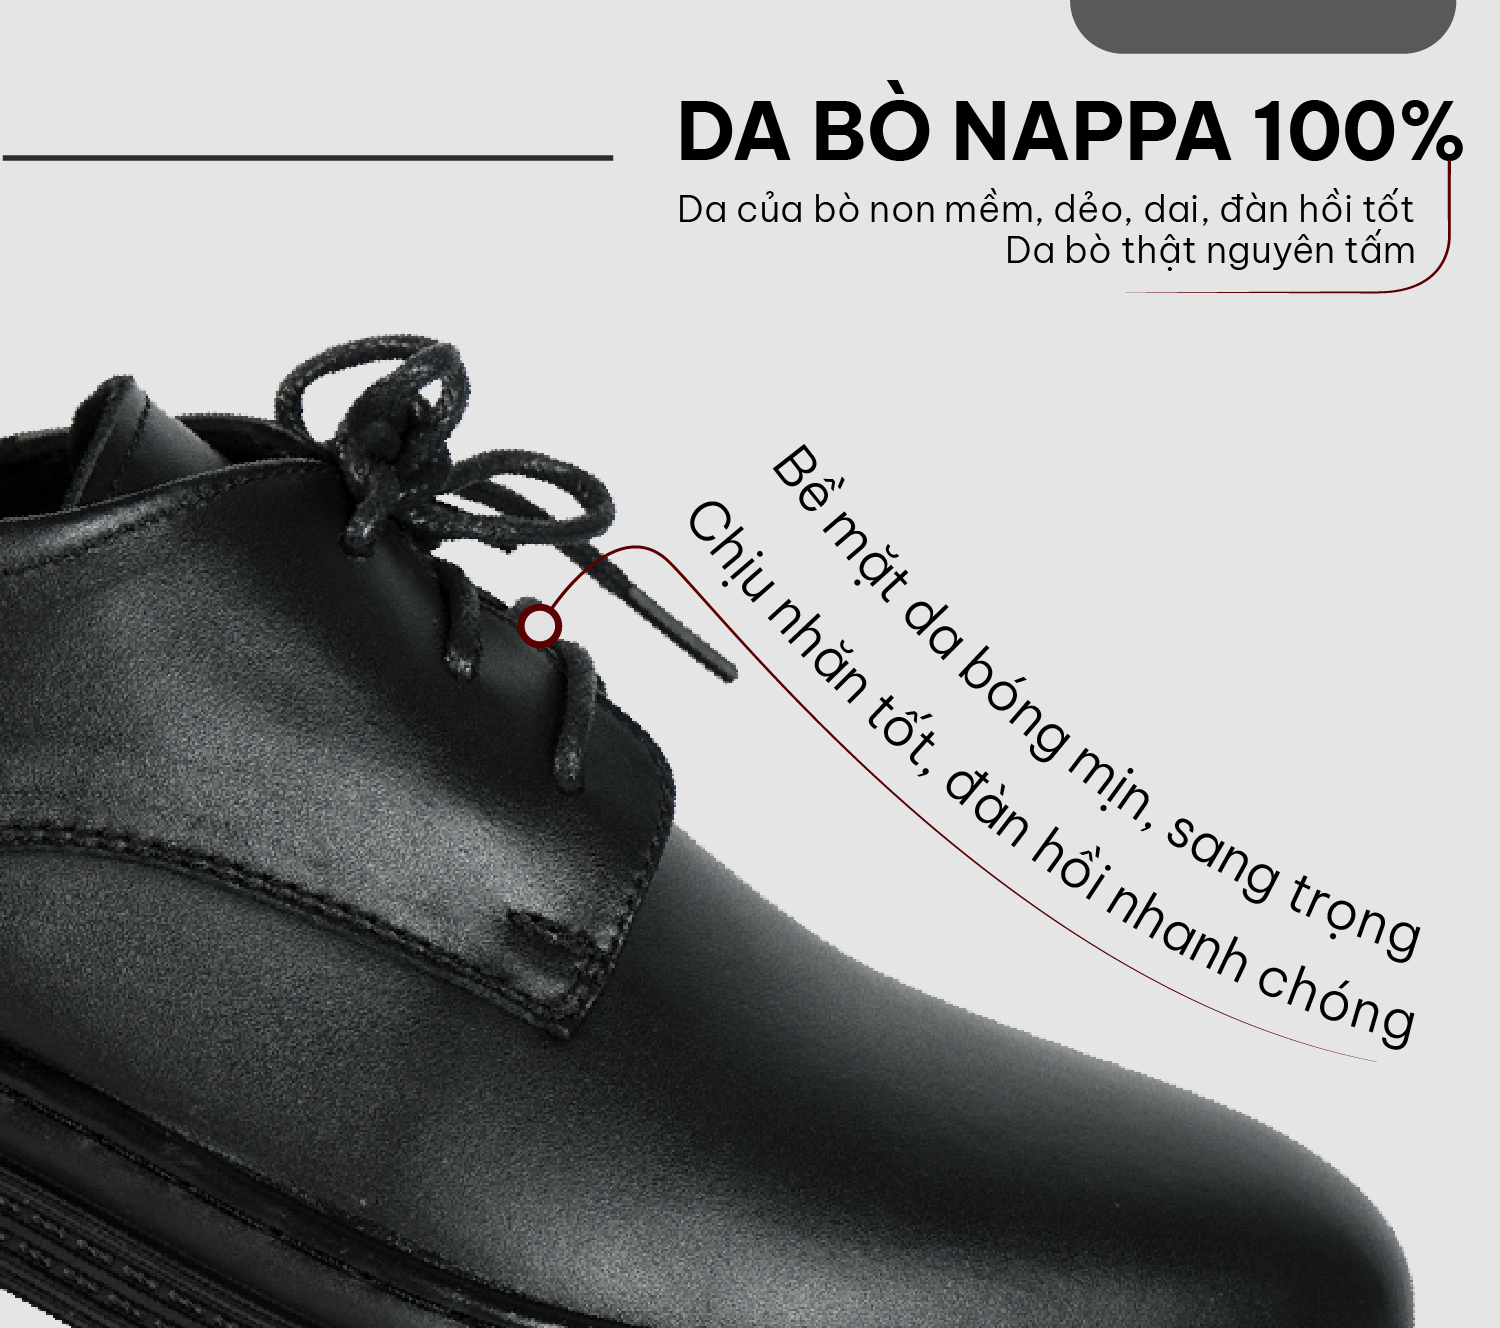 DA BÒ NAPPA 100%
Da của bò non mềm, dẻo, dai, đàn hồi tốt
Da bò thật nguyên tấm
Bề mặt da bóng mịn, sang trọng
Chịu nhăn tốt, đàn hồi nhanh chóng